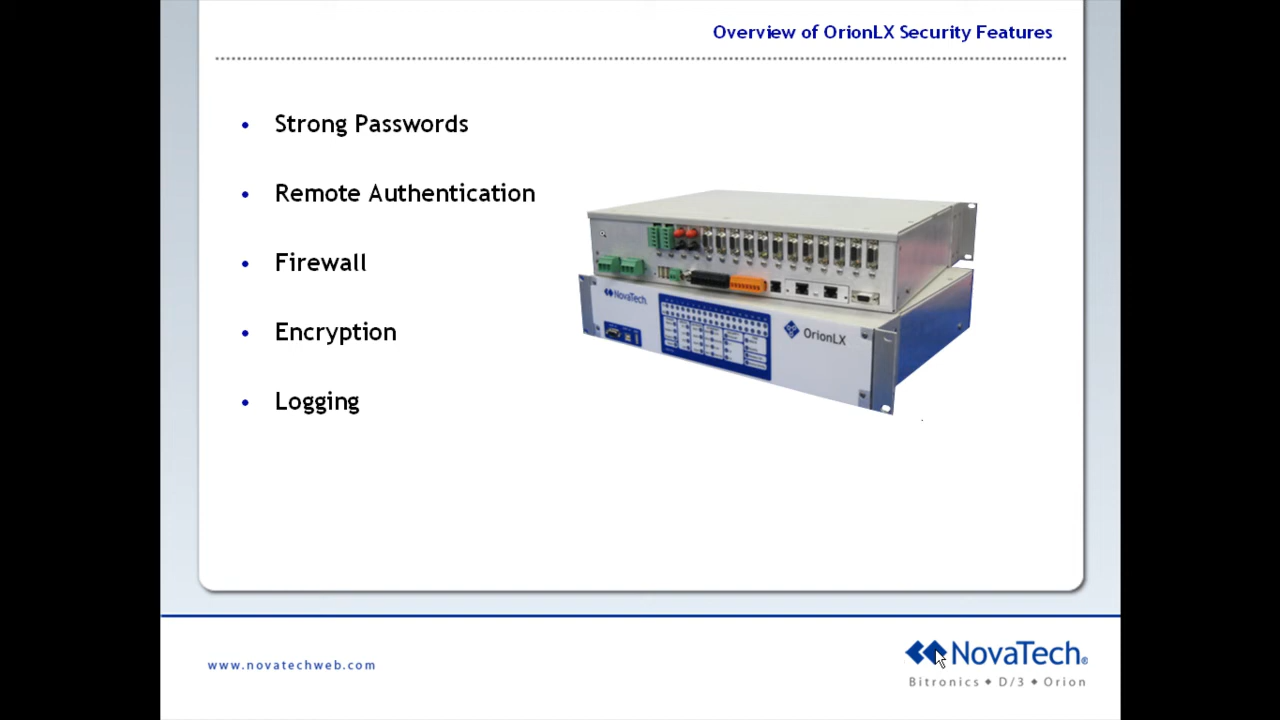 Overview of OrionLX Security Features
• Strong Passwords
• Remote Authentication
• Firewall
• Encryption
• Logging
NovaTech
OrionLX
www.novatechweb.com
NovaTech®
Bitronics ◆ D/3 ◆ Orion